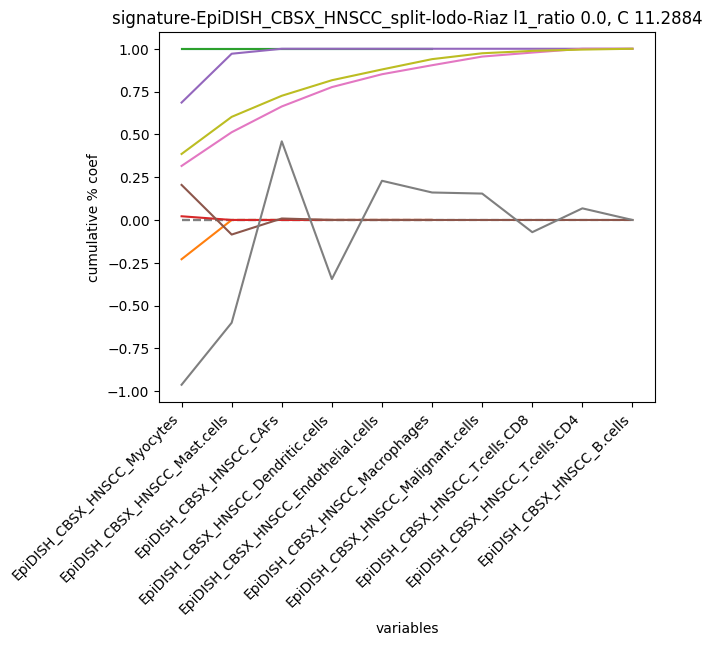 signature-EpiDISH_CBSX_HNSCC_split-lodo-Riaz l1_ratio 0.0, C 11.2884
1.00
0.75
0.50
0.25
0.00
−0.25
−0.50
−0.75
−1.00
cumulative % coef
EpiDISH_CBSX_HNSCC_Myocytes
EpiDISH_CBSX_HNSCC_Mast.cells
EpiDISH_CBSX_HNSCC_CAFs
EpiDISH_CBSX_HNSCC_Dendritic.cells
EpiDISH_CBSX_HNSCC_Endothelial.cells
EpiDISH_CBSX_HNSCC_Macrophages
EpiDISH_CBSX_HNSCC_Malignant.cells
EpiDISH_CBSX_HNSCC_T.cells.CD8
EpiDISH_CBSX_HNSCC_T.cells.CD4
EpiDISH_CBSX_HNSCC_B.cells
variables